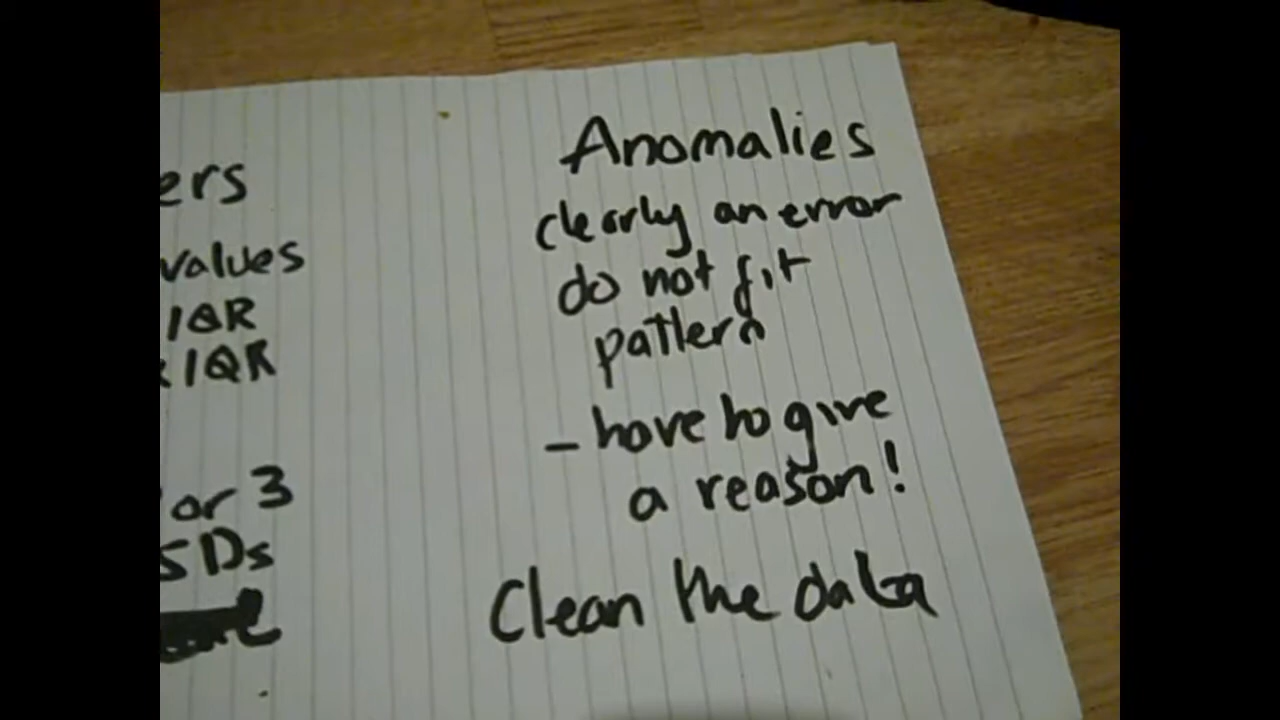 ers
values
IQR
IQR
or 3
SDs
Anomalies
clearly an error
do not fit
pattern
- have to give
a reason!
Clean the data